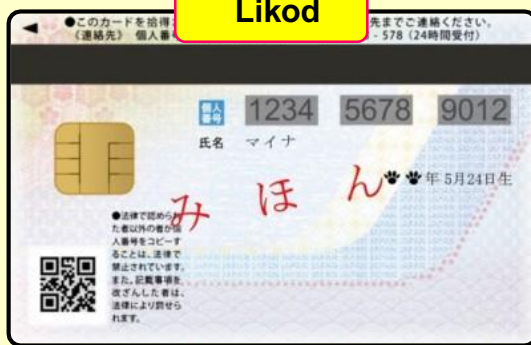 Likod
●このカードを拾得
先までご連絡ください。
《連絡先》 個人番
- 578（24時間受付）
個人番号 1234 5678 9012
氏名 マイナ
年 5月24日生
みほん
●法律で認められ
た者以外の者が個
人番号をコピーす
ることは、法律で
禁止されています。
また、記載事項を
改ざんした者は、
法律により罰せら
れます。